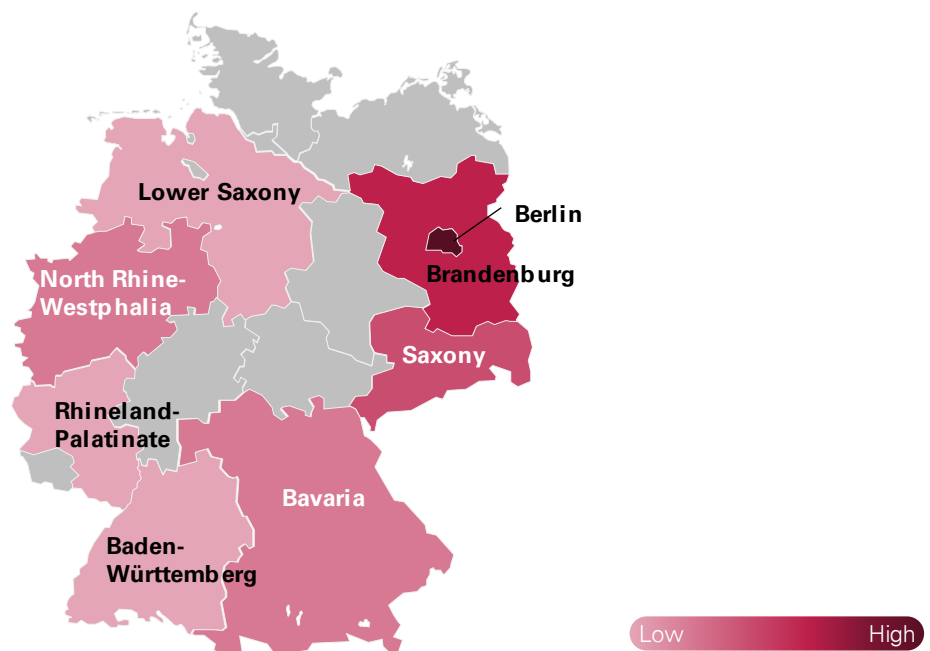 Lower Saxony
Berlin
Brandenburg
North Rhine-
Westphalia
Saxony
Rhineland-
Palatinate
Bavaria
Baden-
Württemberg
Low
High